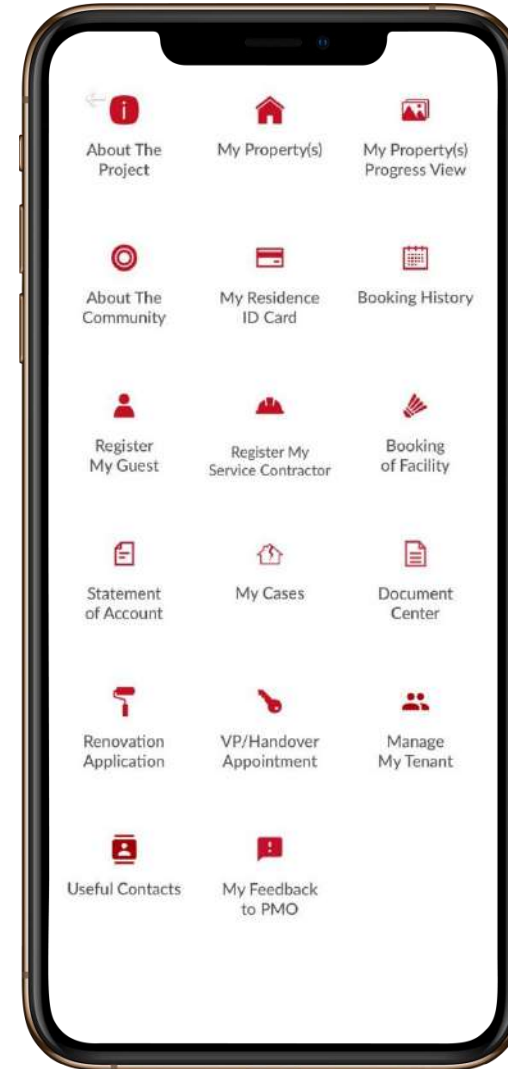 About The
Project
My Property(s)
My Property(s)
Progress View
About The
Community
My Residence
ID Card
Booking History
Register
My Guest
Register My
Service Contractor
Booking
of Facility
Statement
of Account
My Cases
Document
Center
Renovation
Application
VP/Handover
Appointment
Manage
My Tenant
Useful Contacts
My Feedback
to PMO